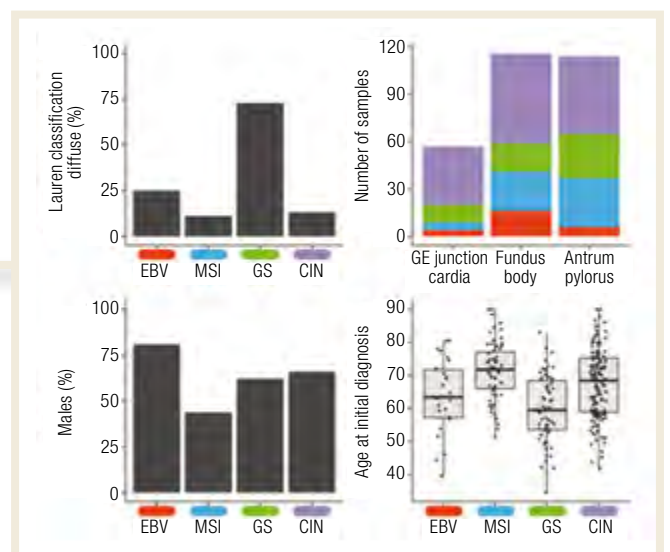 Lauren classification
diffuse (%)
100
75
50
25
0
EBV MSI GS CIN
Number of samples
120
90
60
30
0
GE junction Fundus Antrum
cardia body pylorus
Males (%)
100
75
50
25
0
EBV MSI GS CIN
Age at initial diagnosis
90
80
70
60
50
40
EBV MSI GS CIN